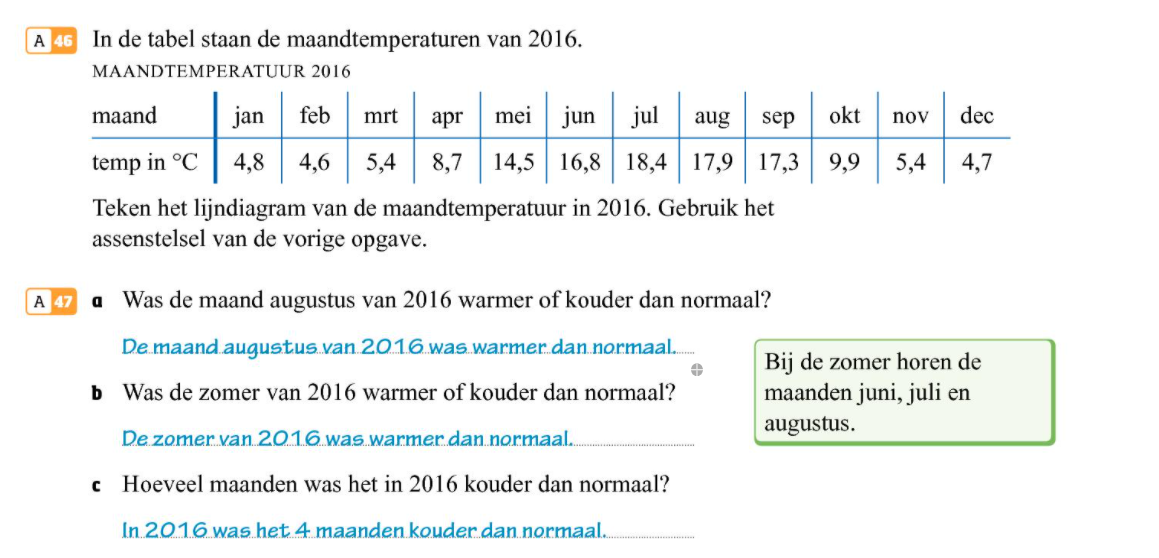 A 46 In de tabel staan de maandtemperaturen van 2016.
MAANDTEMPERATUUR 2016
maand jan feb mrt apr mei jun jul aug sep okt nov dec
temp in °C 4,8 4,6 5,4 8,7 14,5 16,8 18,4 17,9 17,3 9,9 5,4 4,7
Teken het lijndiagram van de maandtemperatuur in 2016. Gebruik het
assenstelsel van de vorige opgave.
A 47 a Was de maand augustus van 2016 warmer of kouder dan normaal?
De maand augustus van 2016 was warmer dan normaal.
b Was de zomer van 2016 warmer of kouder dan normaal?
De zomer van 2016 was warmer dan normaal.
c Hoeveel maanden was het in 2016 kouder dan normaal?
In 2016 was het 4 maanden kouder dan normaal.
Bij de zomer horen de
maanden juni, juli en
augustus.